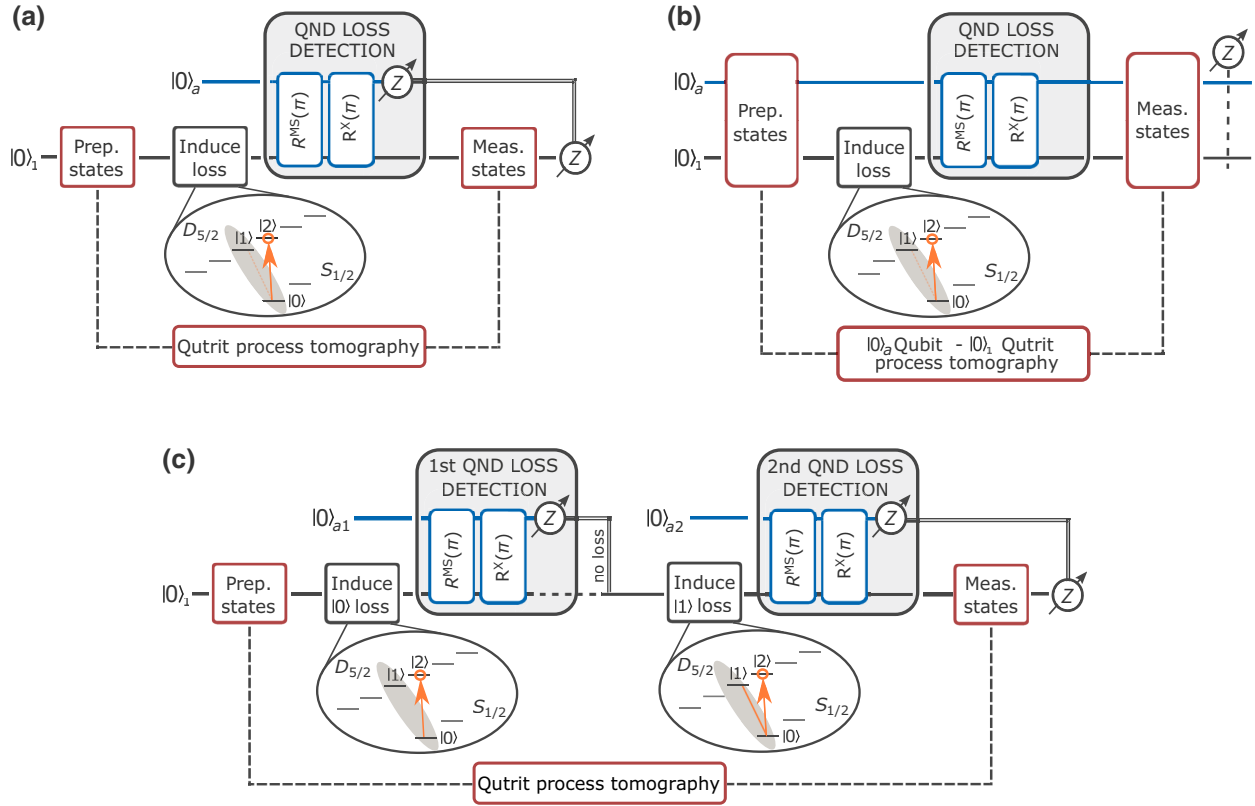 (a)
QND LOSS
DETECTION
|0⟩a
R^MS(π)
R^X(π)
Z
|0⟩1
Prep.
states
Induce
loss
Meas.
states
Z
D5/2
|1⟩
|2⟩
S1/2
|0⟩
Qutrit process tomography
(b)
QND LOSS
DETECTION
Z
|0⟩a
Prep.
states
R^MS(π)
R^X(π)
Meas.
states
|0⟩1
Induce
loss
D5/2
|1⟩
|2⟩
S1/2
|0⟩
|0⟩a Qubit - |0⟩1 Qutrit
process tomography
(c)
1st QND LOSS
DETECTION
2nd QND LOSS
DETECTION
|0⟩a1
R^MS(π)
R^X(π)
Z
no loss
|0⟩a2
R^MS(π)
R^X(π)
Z
|0⟩1
Prep.
states
Induce
|0⟩ loss
Induce
|1⟩ loss
Meas.
states
Z
D5/2
|1⟩
|2⟩
S1/2
|0⟩
D5/2
|1⟩
|2⟩
S1/2
|0⟩
Qutrit process tomography